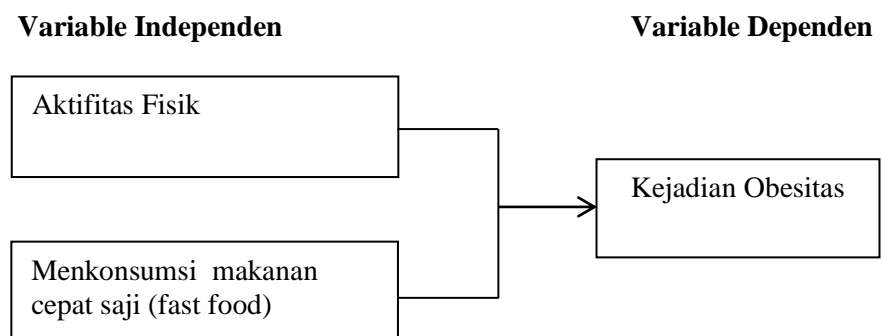 Variable Independen
Variable Dependen
Aktifitas Fisik
Kejadian Obesitas
Menkonsumsi makanan
cepat saji (fast food)